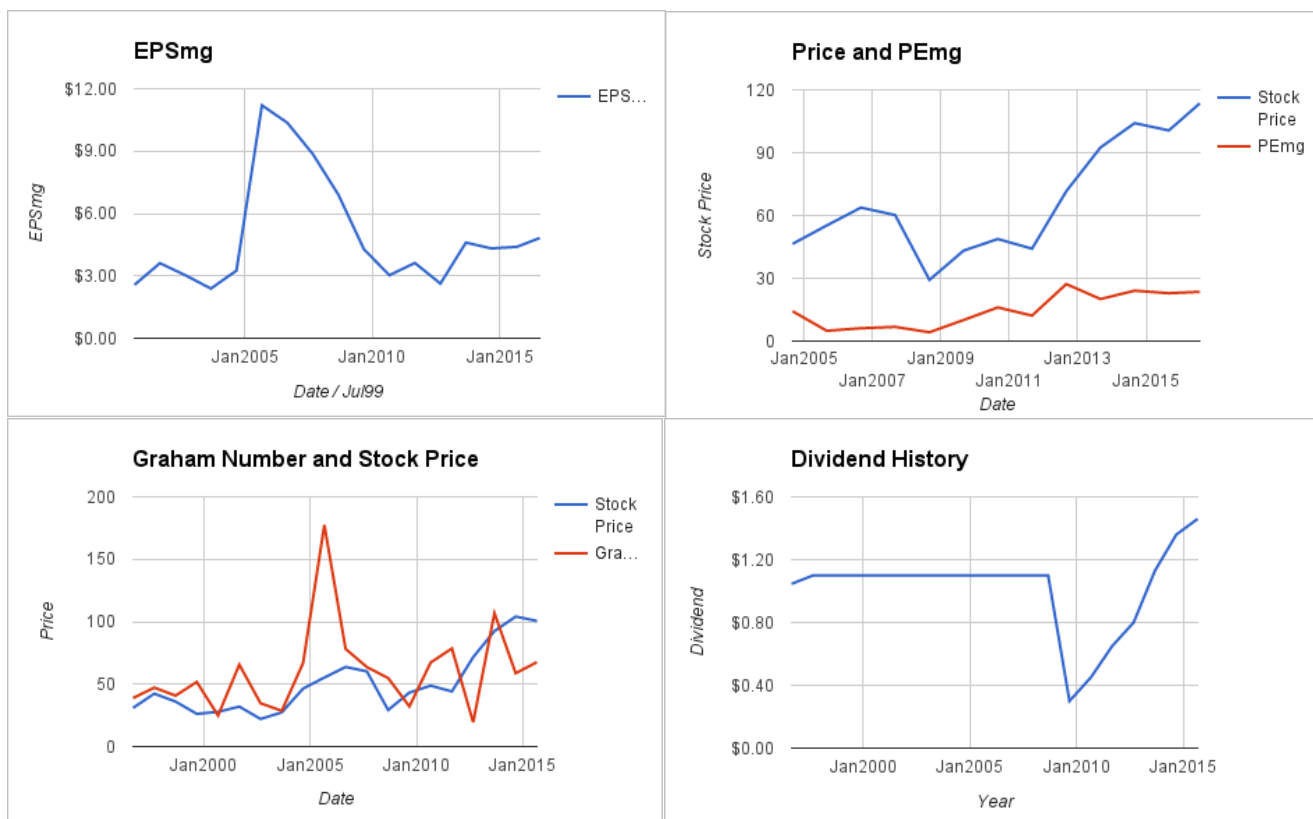 EPSmg
$12.00
$9.00
$6.00
$3.00
$0.00
EPSmg
EPS...
Jan2005
Jan2010
Jan2015
Date / Jul99
Price and PEmg
120
90
60
30
0
Stock Price
Stock
Price
PEmg
Jan2005
Jan2009
Jan2013
Jan2007
Jan2011
Jan2015
Date
Graham Number and Stock Price
200
150
100
50
0
Price
Stock
Price
Gra...
Jan2000
Jan2005
Jan2010
Jan2015
Date
Dividend History
$1.60
$1.20
$0.80
$0.40
$0.00
Dividend
Jan2000
Jan2005
Jan2010
Jan2015
Year